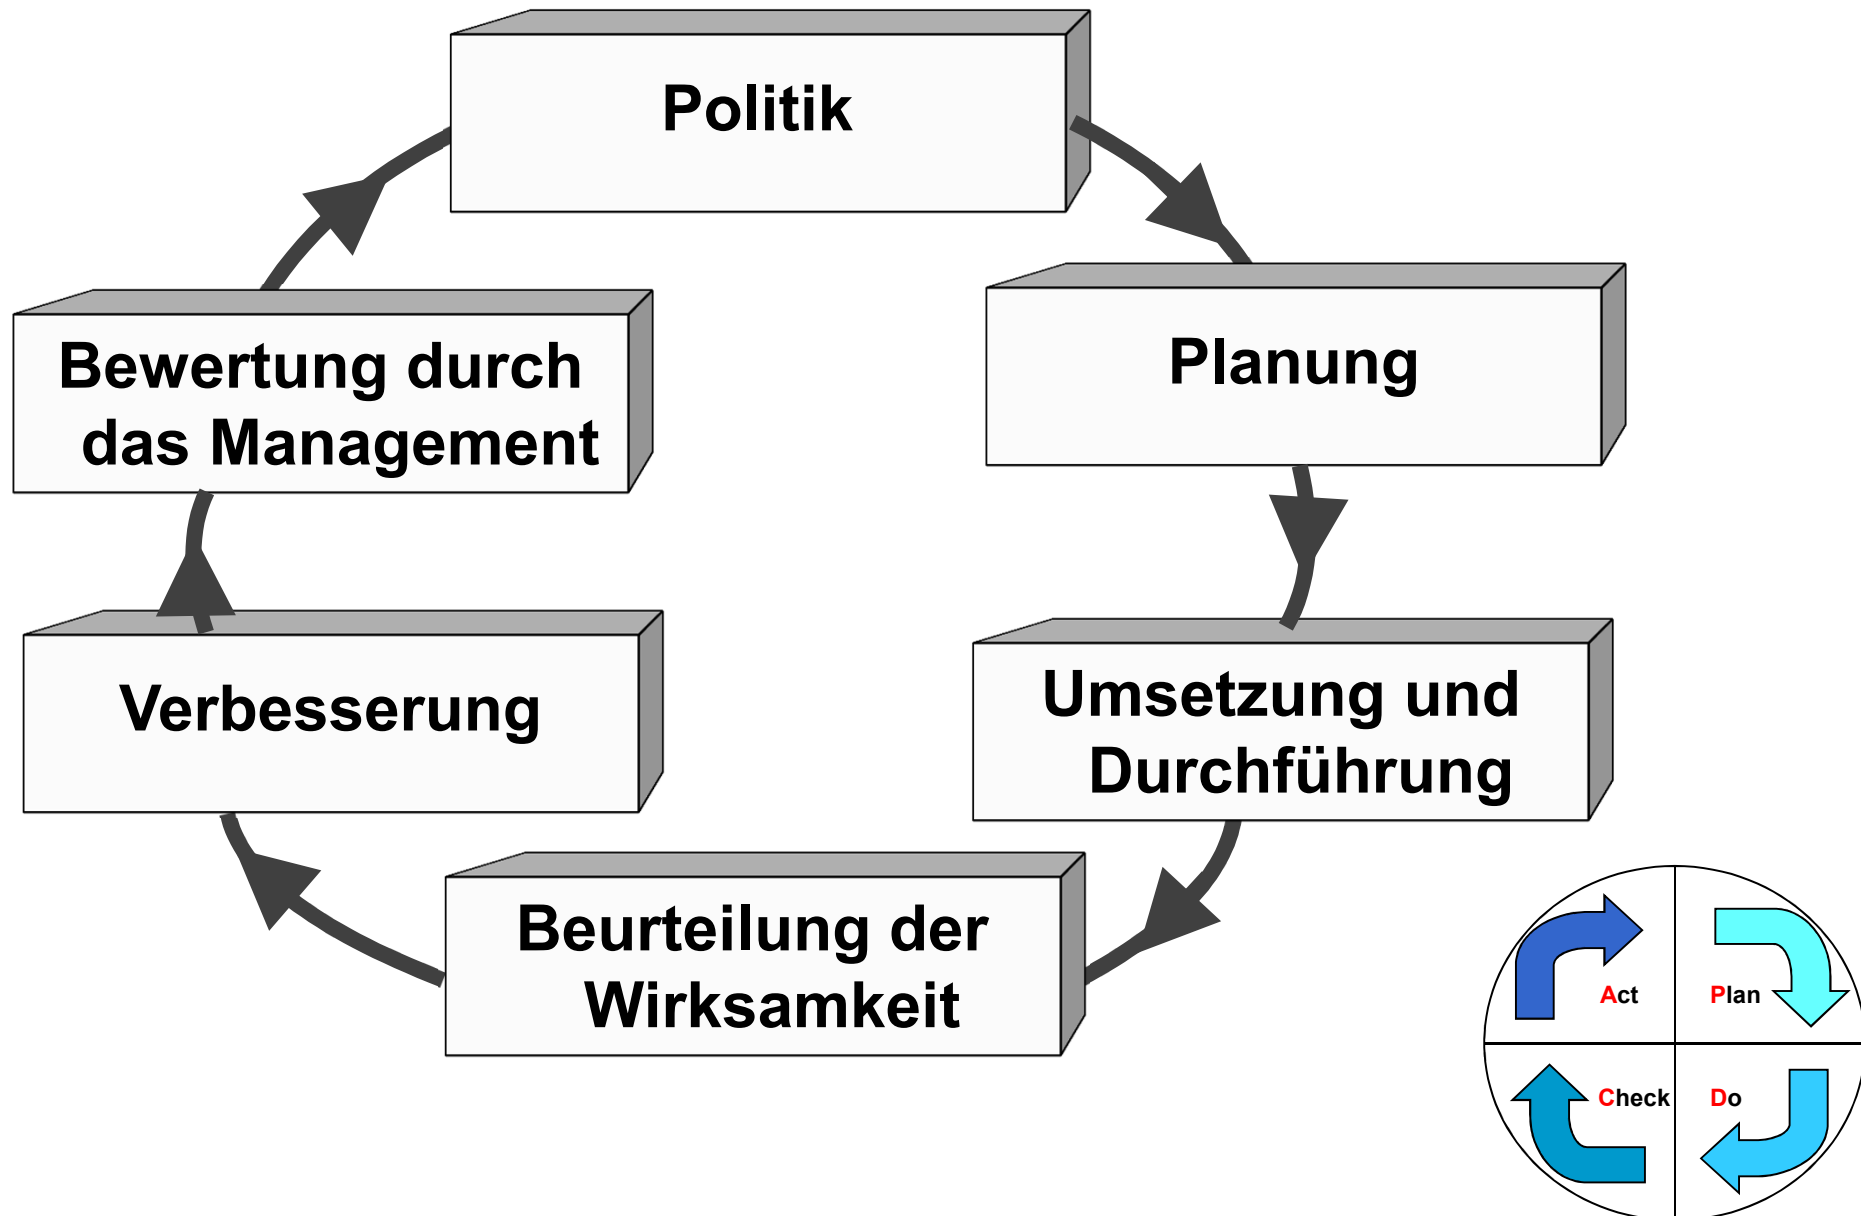 Politik
Planung
Umsetzung und
Durchführung
Beurteilung der
Wirksamkeit
Verbesserung
Bewertung durch
das Management
Act
Plan
Check
Do